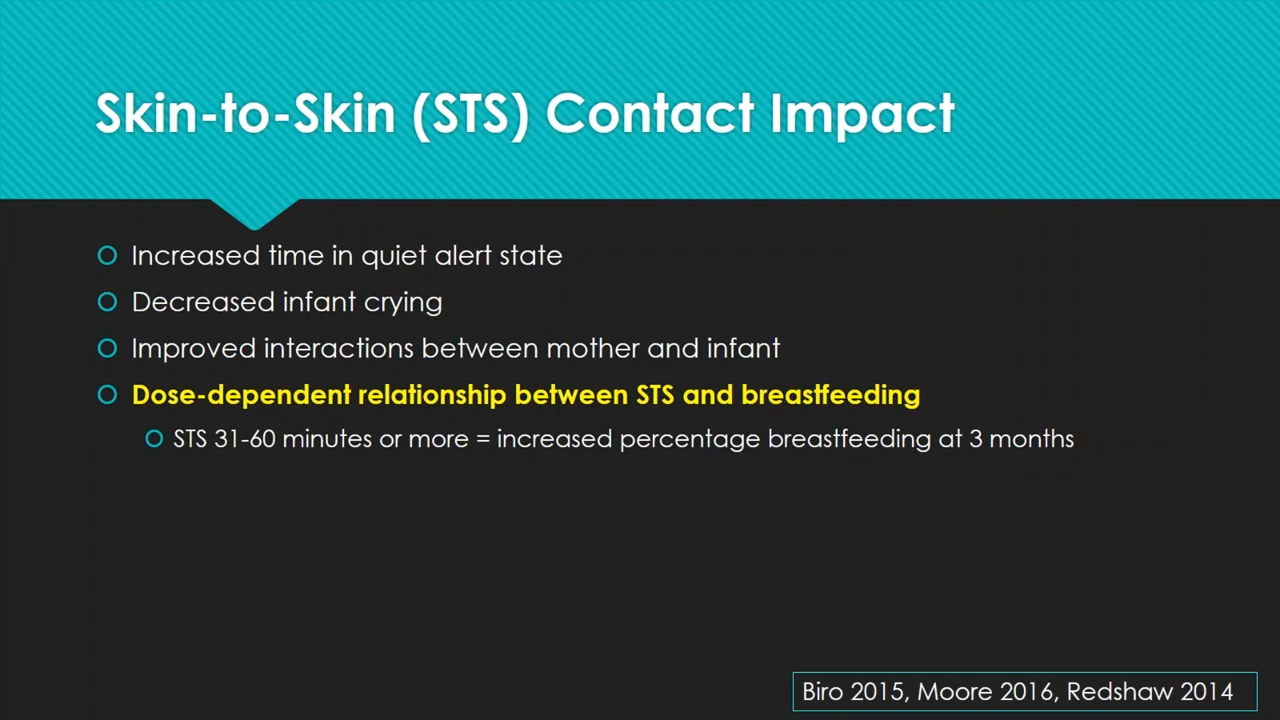 Skin-to-Skin (STS) Contact Impact
Increased time in quiet alert state
Decreased infant crying
Improved interactions between mother and infant
Dose-dependent relationship between STS and breastfeeding
STS 31-60 minutes or more = increased percentage breastfeeding at 3 months
Biro 2015, Moore 2016, Redshaw 2014